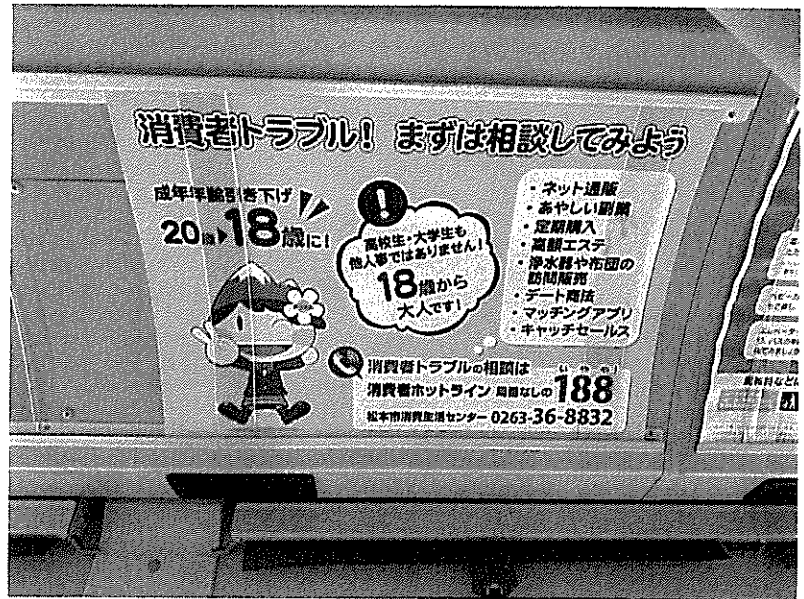 消費者トラブル! まずは相談してみよう
成年年齢引き下げ
20歳▶18歳に!
高校生・大学生も
他人事ではありません!
18歳から
大人です!
・ネット通販
・あやしい副業
・定期購入
・高額エステ
・浄水器や布団の
訪問販売
・デート商法
・マッチングアプリ
・キャッチセールス
消費者トラブルの相談は
いやや!
消費者ホットライン 局番なしの188
松本市消費生活センター 0263-36-8832